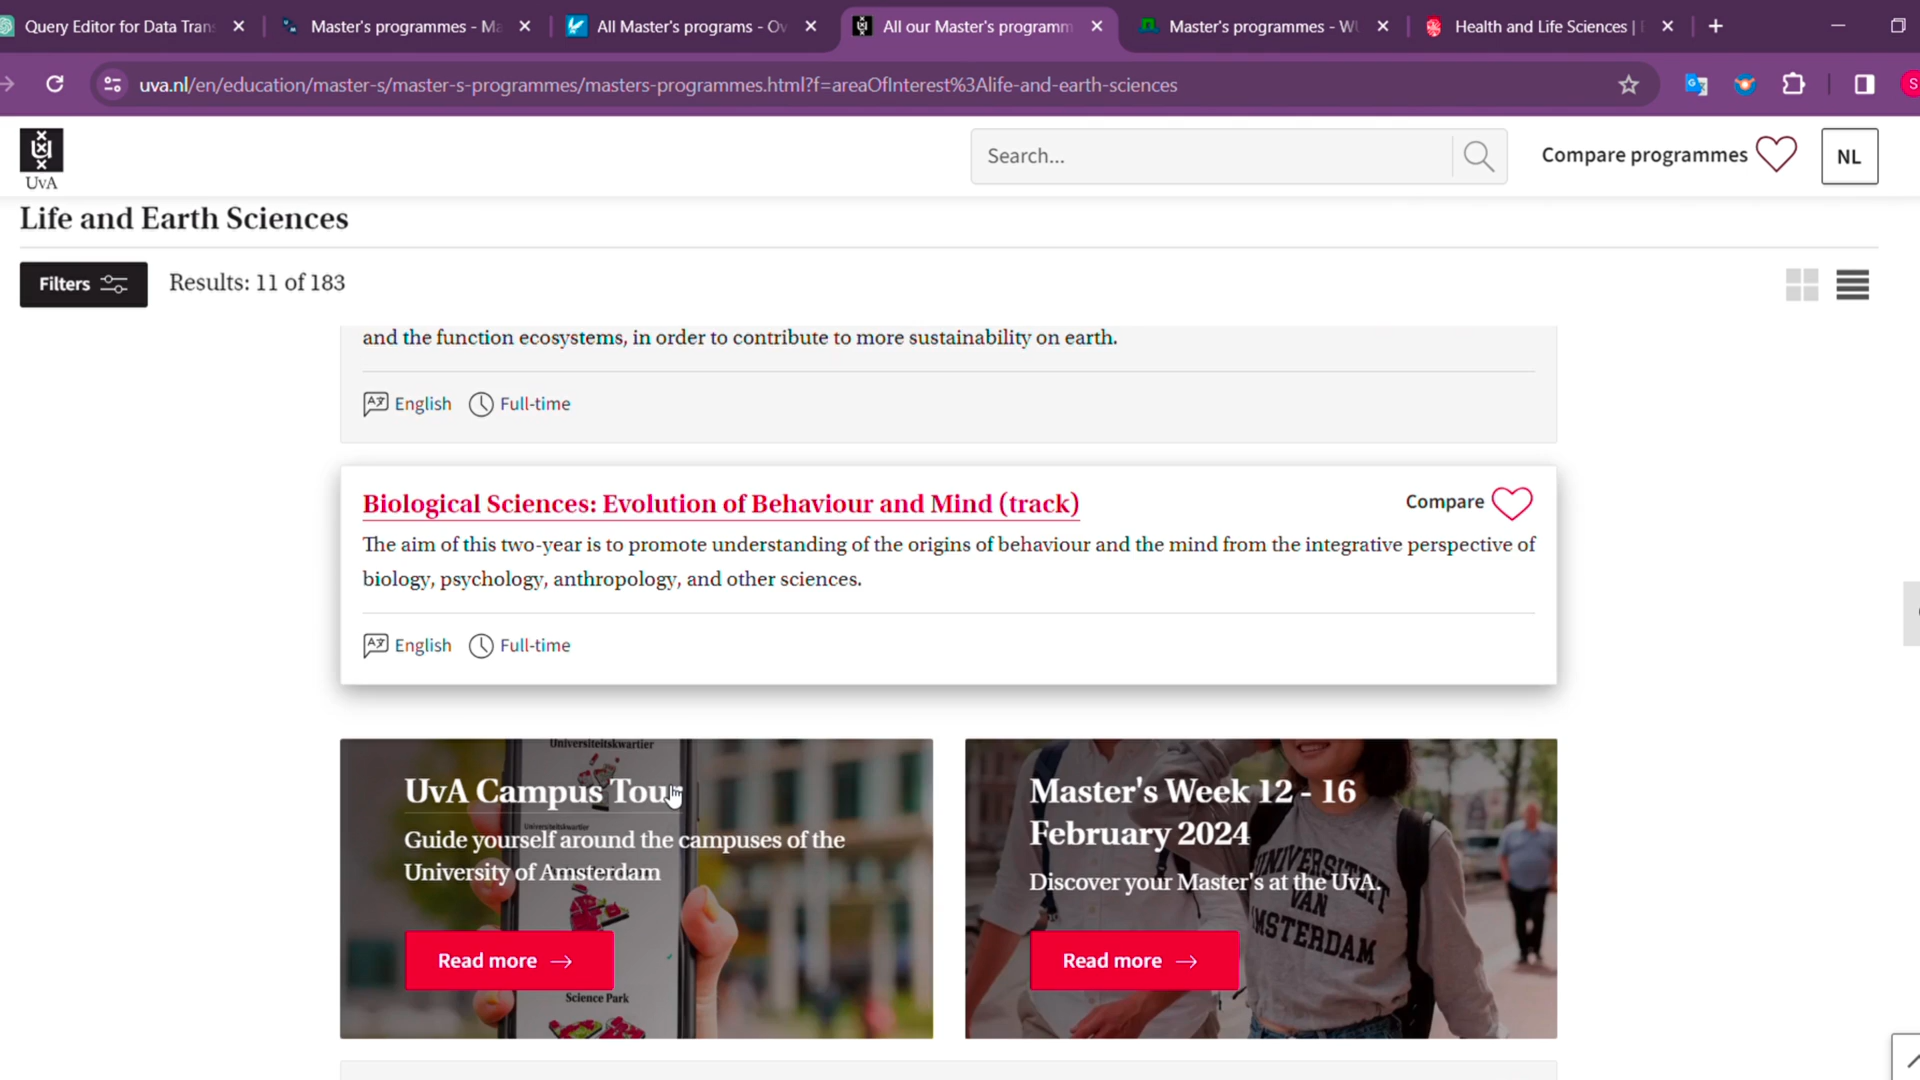 Query Editor for Data Tran
Master's programmes - Ma
All Master's programs - Ov
All our Master's programm
Master's programmes - WU
Health and Life Sciences |
uva.nl/en/education/master-s/master-s-programmes/masters-programmes.html?f=areaOfInterest%3Alife-and-earth-sciences
S
UvA
Search...
Compare programmes
NL
Life and Earth Sciences
Filters
Results: 11 of 183
and the function ecosystems, in order to contribute to more sustainability on earth.
English Full-time
Biological Sciences: Evolution of Behaviour and Mind (track)
Compare
The aim of this two-year is to promote understanding of the origins of behaviour and the mind from the integrative perspective of
biology, psychology, anthropology, and other sciences.
English Full-time
Universiteitskwartier
UvA Campus Tour
Guide yourself around the campuses of the
University of Amsterdam
Read more
Science Park
Master's Week 12 - 16
February 2024
Discover your Master's at the UvA.
Read more
UNIVERSITEIT
VAN
AMSTERDAM